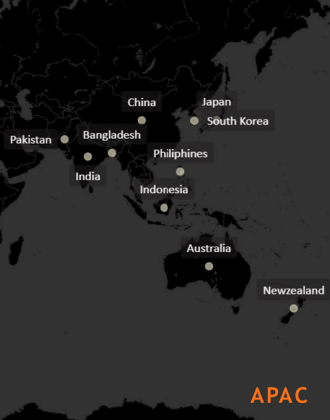 China
Japan
South Korea
Pakistan
Bangladesh
India
Philiphines
Indonesia
Australia
Newzealand
APAC